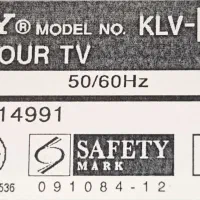 Y® MODEL NO. KLV-
OUR TV
50/60Hz
14991
SAFETY
MARK
536
091084-12